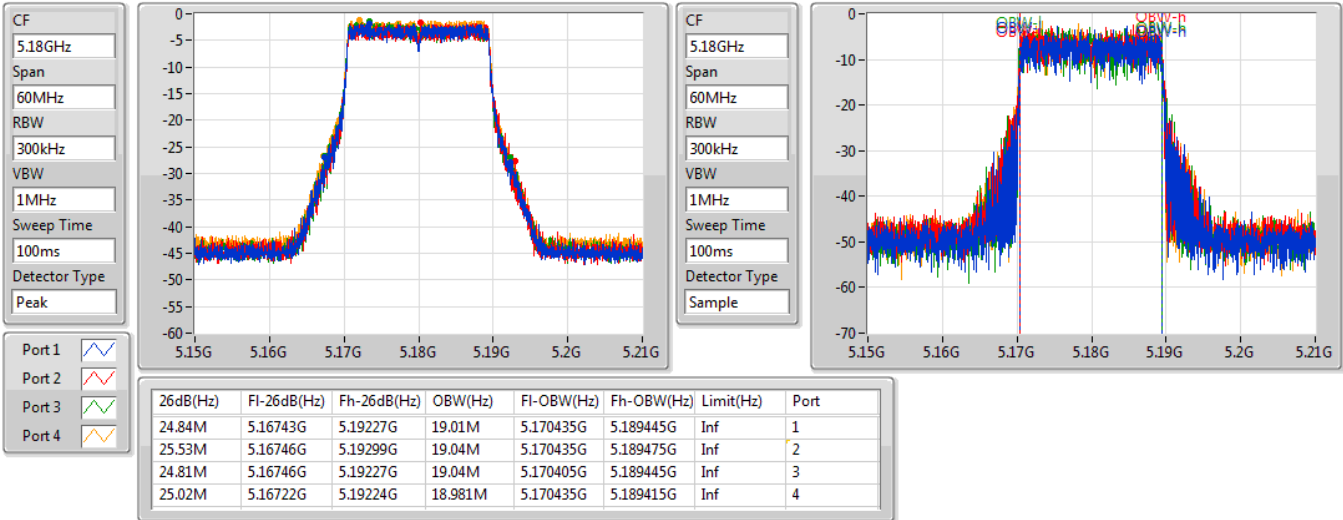 CF
5.18GHz
Span
60MHz
RBW
300kHz
VBW
1MHz
Sweep Time
100ms
Detector Type
Peak
0
-5
-10
-15
-20
-25
-30
-35
-40
-45
-50
-55
-60
5.15G 5.16G 5.17G 5.18G 5.19G 5.2G 5.21G
CF
5.18GHz
Span
60MHz
RBW
300kHz
VBW
1MHz
Sweep Time
100ms
Detector Type
Sample
0
-10
-20
-30
-40
-50
-60
-70
OBW-h
OBW-h
5.15G 5.16G 5.17G 5.18G 5.19G 5.2G 5.21G
Port 1
Port 2
Port 3
Port 4
26dB(Hz) Fl-26dB(Hz) Fh-26dB(Hz) OBW(Hz) Fl-OBW(Hz) Fh-OBW(Hz) Limit(Hz) Port
24.84M 5.16743G 5.19227G 19.01M 5.170435G 5.189445G Inf 1
25.53M 5.16746G 5.19299G 19.04M 5.170435G 5.189475G Inf 2
24.81M 5.16746G 5.19227G 19.04M 5.170405G 5.189445G Inf 3
25.02M 5.16722G 5.19224G 18.981M 5.170435G 5.189415G Inf 4